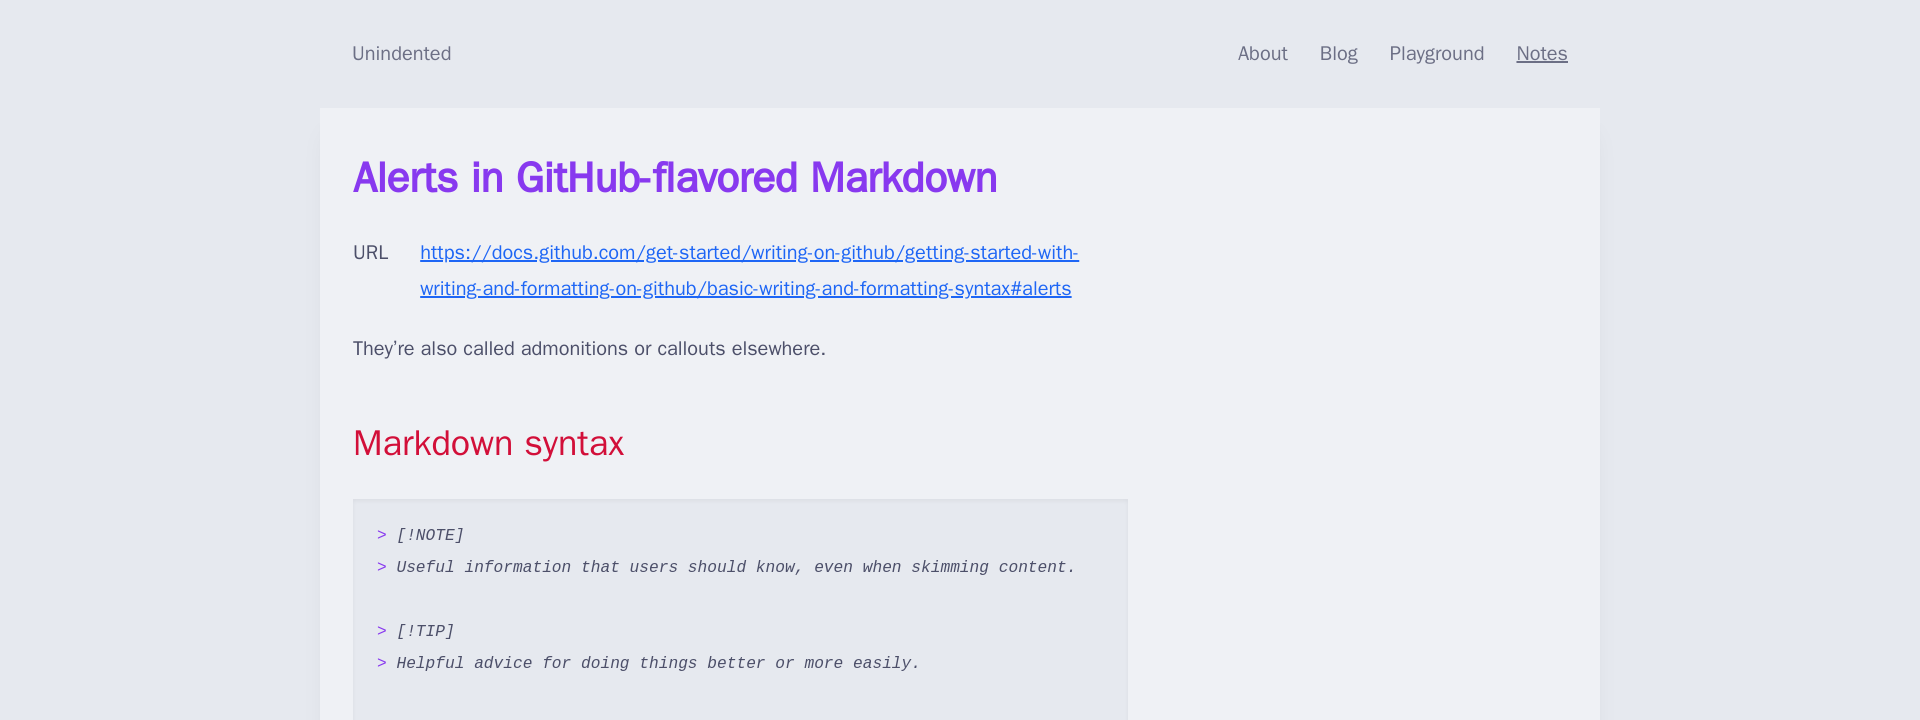 Unindented
About Blog Playground Notes
Alerts in GitHub-flavored Markdown
URL https://docs.github.com/get-started/writing-on-github/getting-started-with-
writing-and-formatting-on-github/basic-writing-and-formatting-syntax#alerts
They’re also called admonitions or callouts elsewhere.
Markdown syntax
> [!NOTE]
> Useful information that users should know, even when skimming content.
> [!TIP]
> Helpful advice for doing things better or more easily.